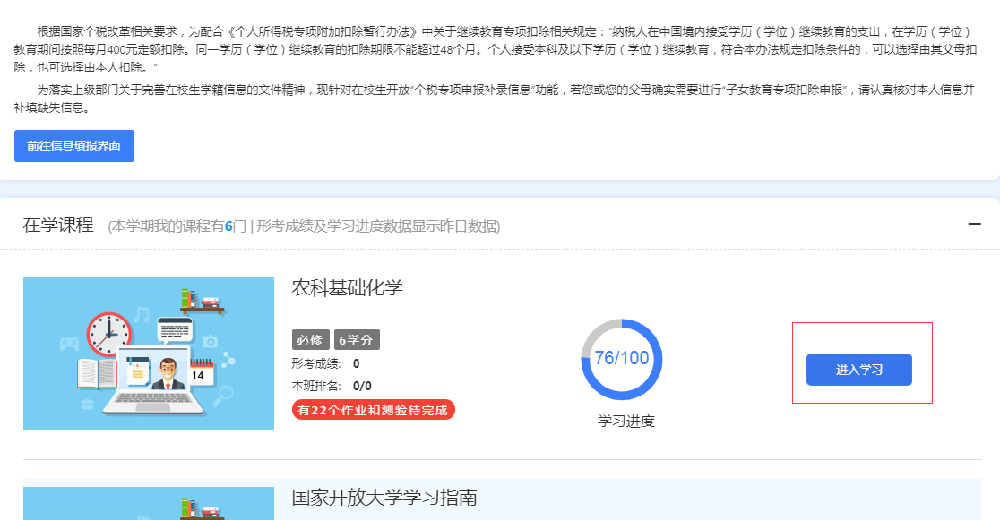 根据国家个税改革相关要求，为配合《个人所得税专项附加扣除暂行办法》中关于继续教育专项扣除相关规定：“纳税人在中国境内接受学历（学位）继续教育的支出，在学历（学位）
教育期间按照每月400元定额扣除。同一学历（学位）继续教育的扣除期限不能超过48个月。个人接受本科及以下学历（学位）继续教育，符合本办法规定扣除条件的，可以选择由其父母扣
除，也可选择由本人扣除。”
为落实上级部门关于完善在校生学籍信息的文件精神，现针对在校生开放“个税专项申报补录信息”功能，若您或您的父母确实需要进行“子女教育专项扣除申报”，请认真核对本人信息并
补填缺失信息。
前往信息填报界面
在学课程 (本学期我的课程有6门 | 形考成绩及学习进度数据显示昨日数据)
农科基础化学
必修 6学分
形考成绩: 0
本班排名: 0/0
有22个作业和测验待完成
76/100
学习进度
进入学习
14
国家开放大学学习指南